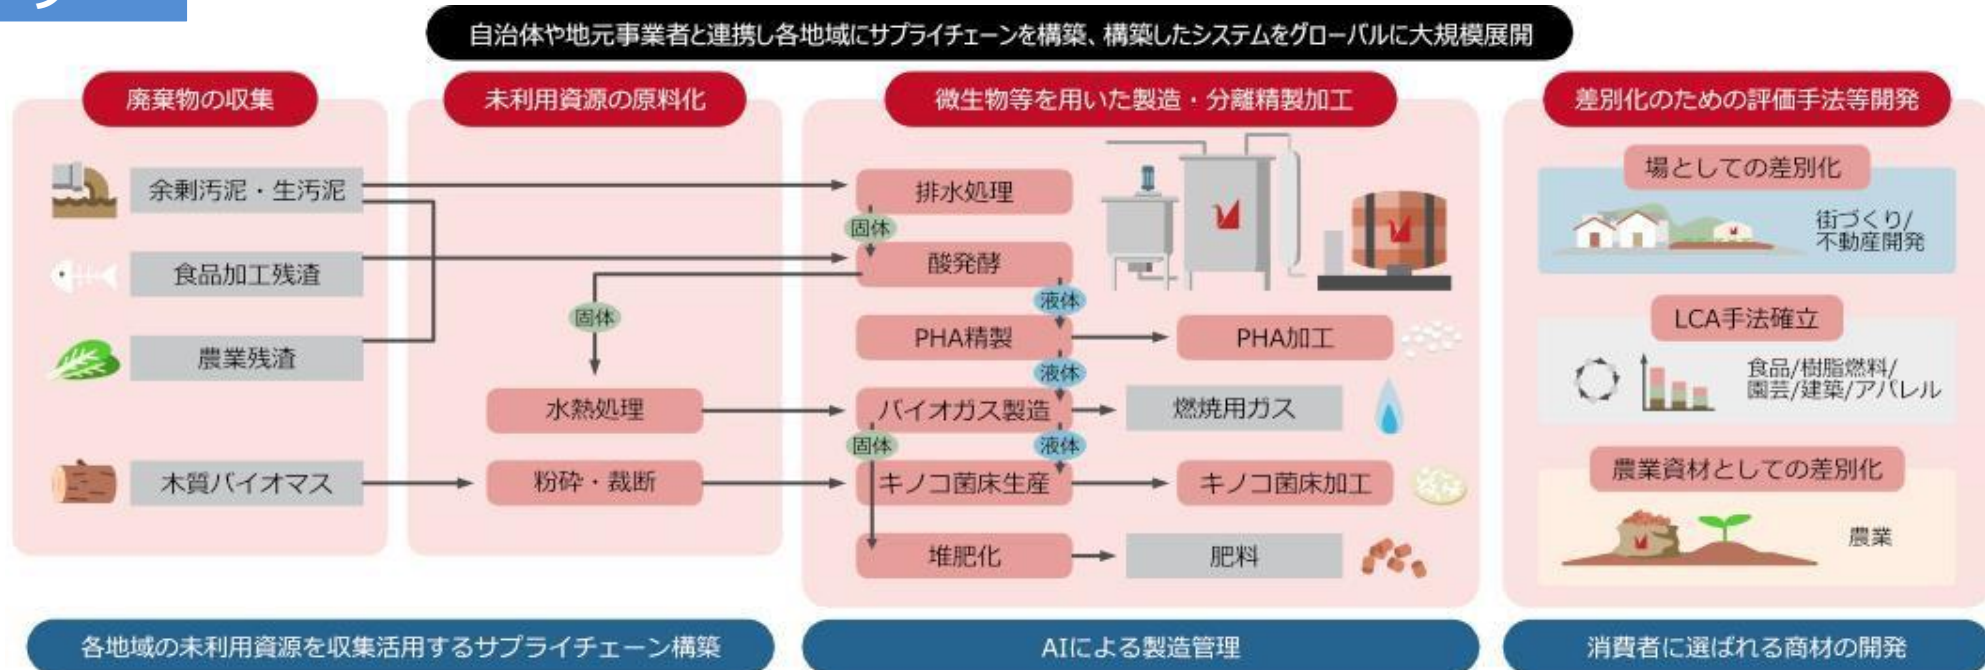 す
自治体や地元事業者と連携し各地域にサプライチェーンを構築、構築したシステムをグローバルに大規模展開
廃棄物の収集
余剰汚泥・生汚泥
食品加工残渣
農業残渣
木質バイオマス
未利用資源の原料化
固体
水熱処理
粉砕・裁断
微生物等を用いた製造・分離精製加工
排水処理
固体
酸発酵
液体
PHA精製
PHA加工
液体
バイオガス製造
燃焼用ガス
固体
液体
キノコ菌床生産
キノコ菌床加工
堆肥化
肥料
差別化のための評価手法等開発
場としての差別化
街づくり/
不動産開発
LCA手法確立
食品/樹脂燃料/
園芸/建築/アパレル
農業資材としての差別化
農業
各地域の未利用資源を収集活用するサプライチェーン構築
AIによる製造管理
消費者に選ばれる商材の開発